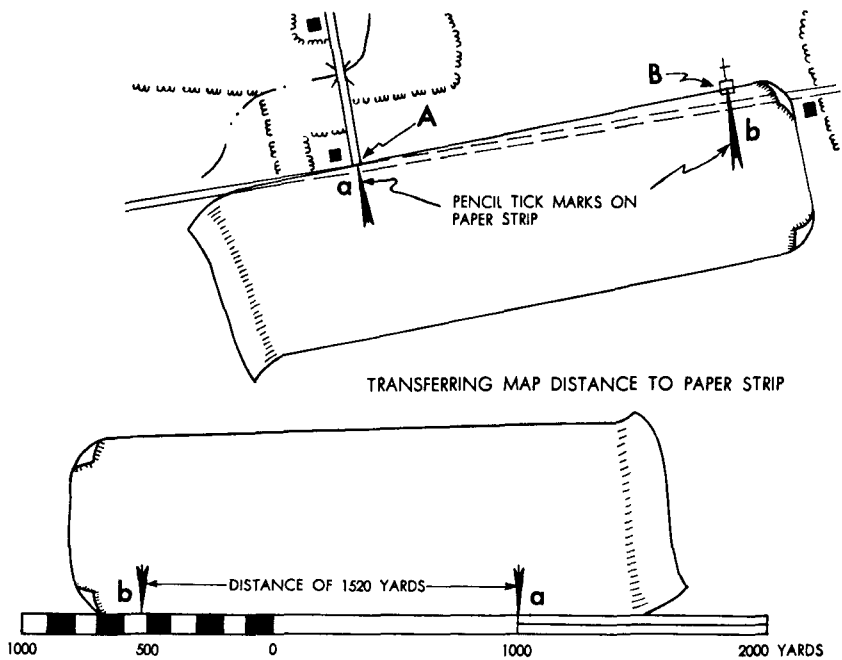 A
B
a
b
PENCIL TICK MARKS ON
PAPER STRIP
TRANSFERRING MAP DISTANCE TO PAPER STRIP
b
DISTANCE OF 1520 YARDS
a
1000 500 0 1000 2000 YARDS